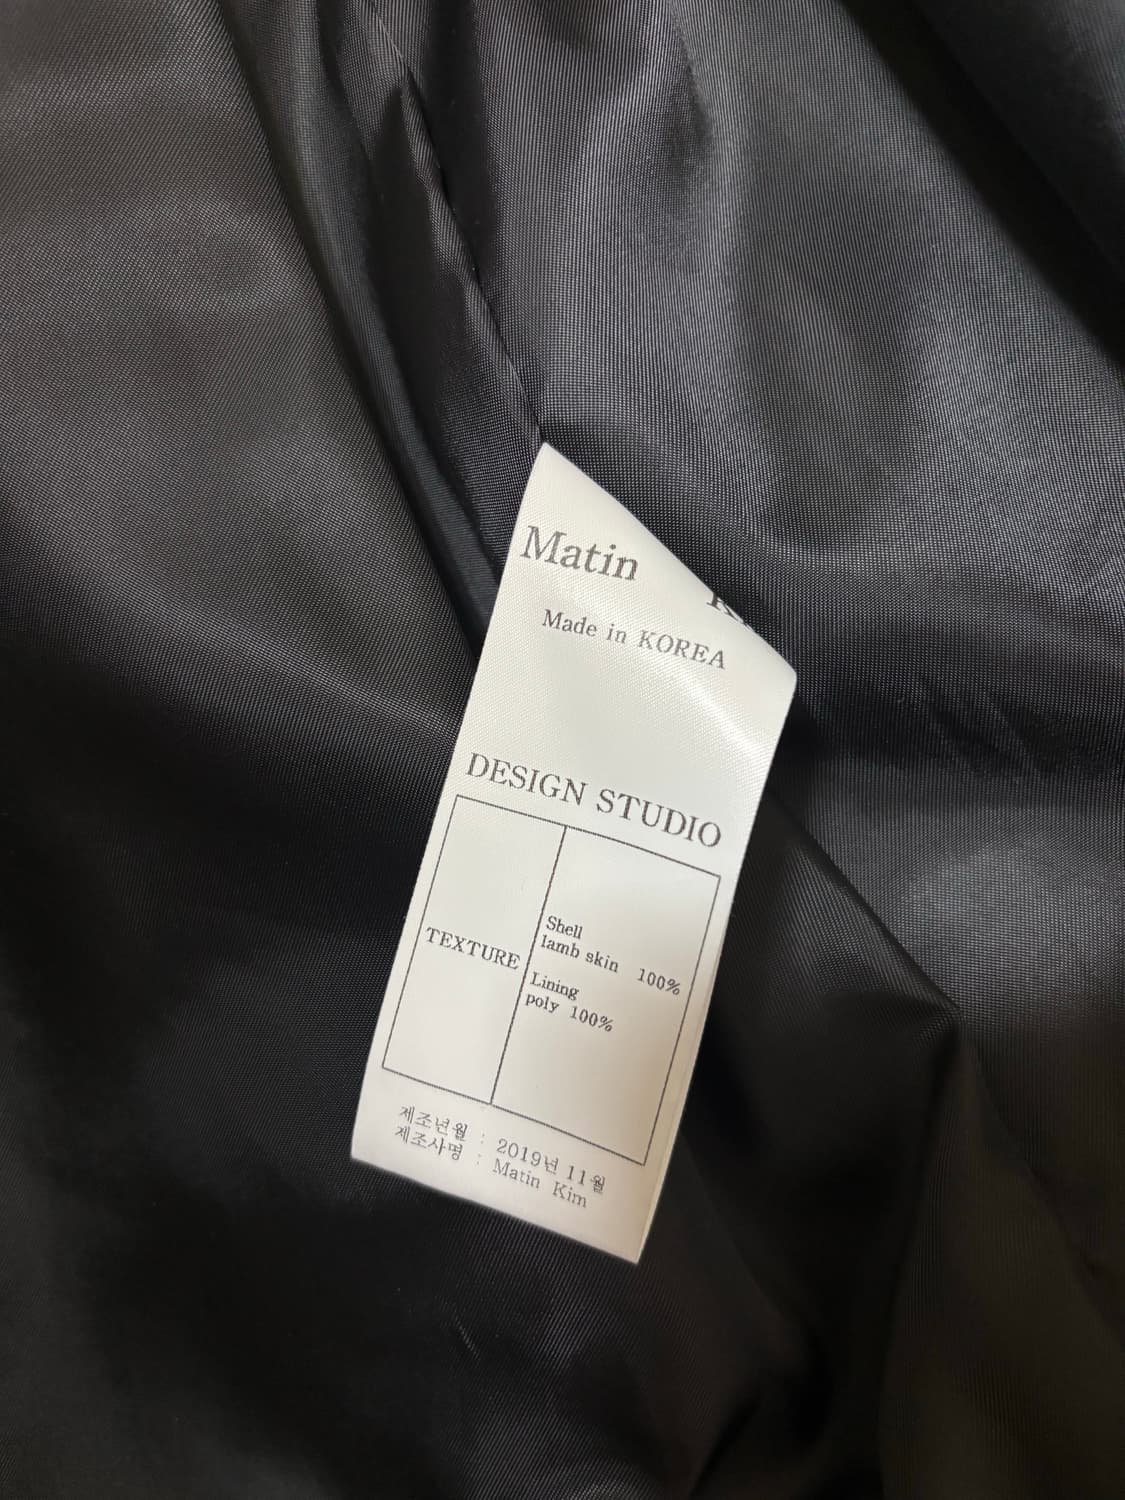 Matin
Made in KOREA
DESIGN STUDIO
TEXTURE
Shell
lamb skin 100%
Lining
poly 100%
제조년월 : 2019년 11월
제조사명 : Matin Kim